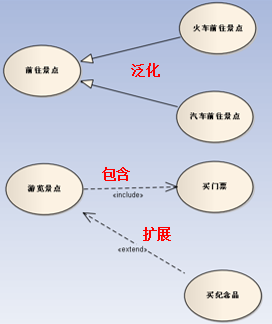 火车前往景点
前往景点
泛化
汽车前往景点
包含
游览景点
买门票
«include»
扩展
«extend»
买纪念品